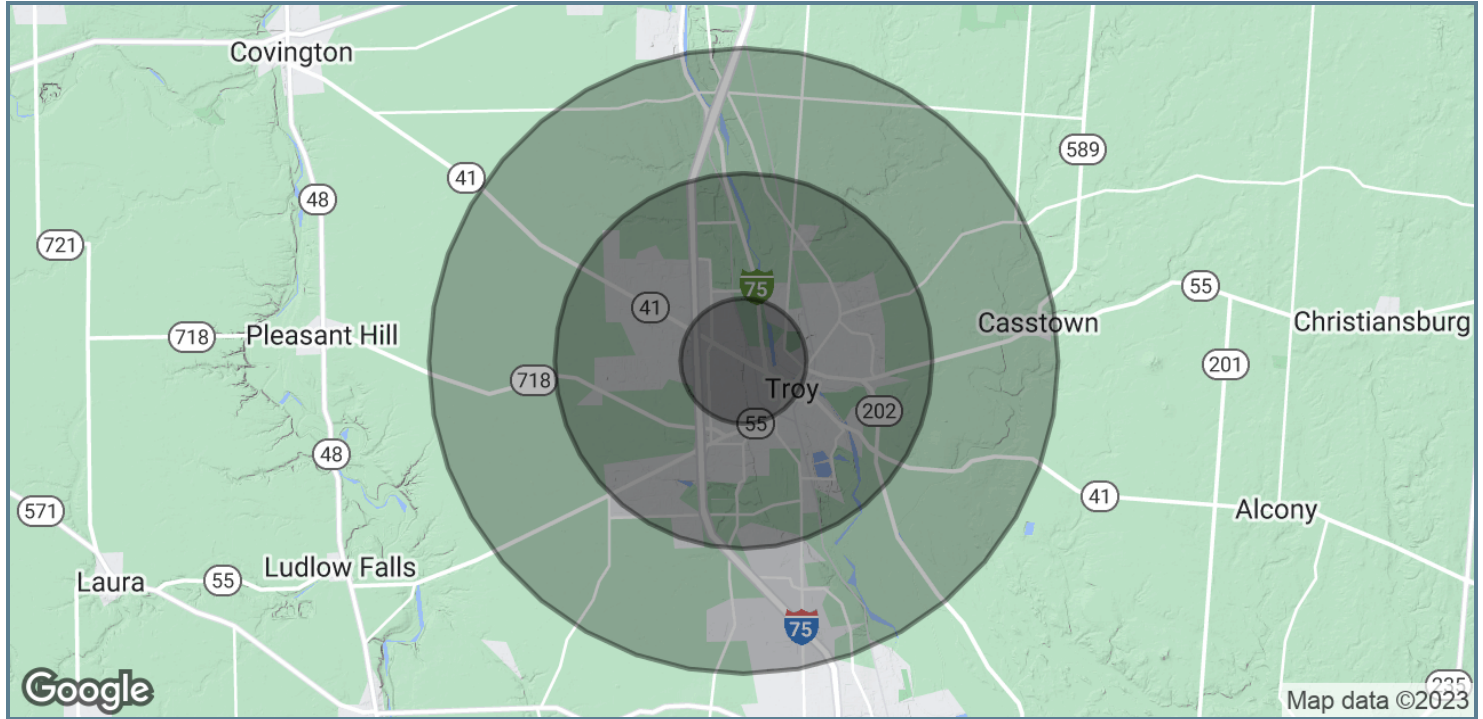 Covington
589
41
48
721
75
55
41
718
Pleasant Hill
Casstown
Christiansburg
201
718
Troy
202
55
48
41
571
Alcony
Ludlow Falls
Laura
55
75
235
Google
Map data ©2023